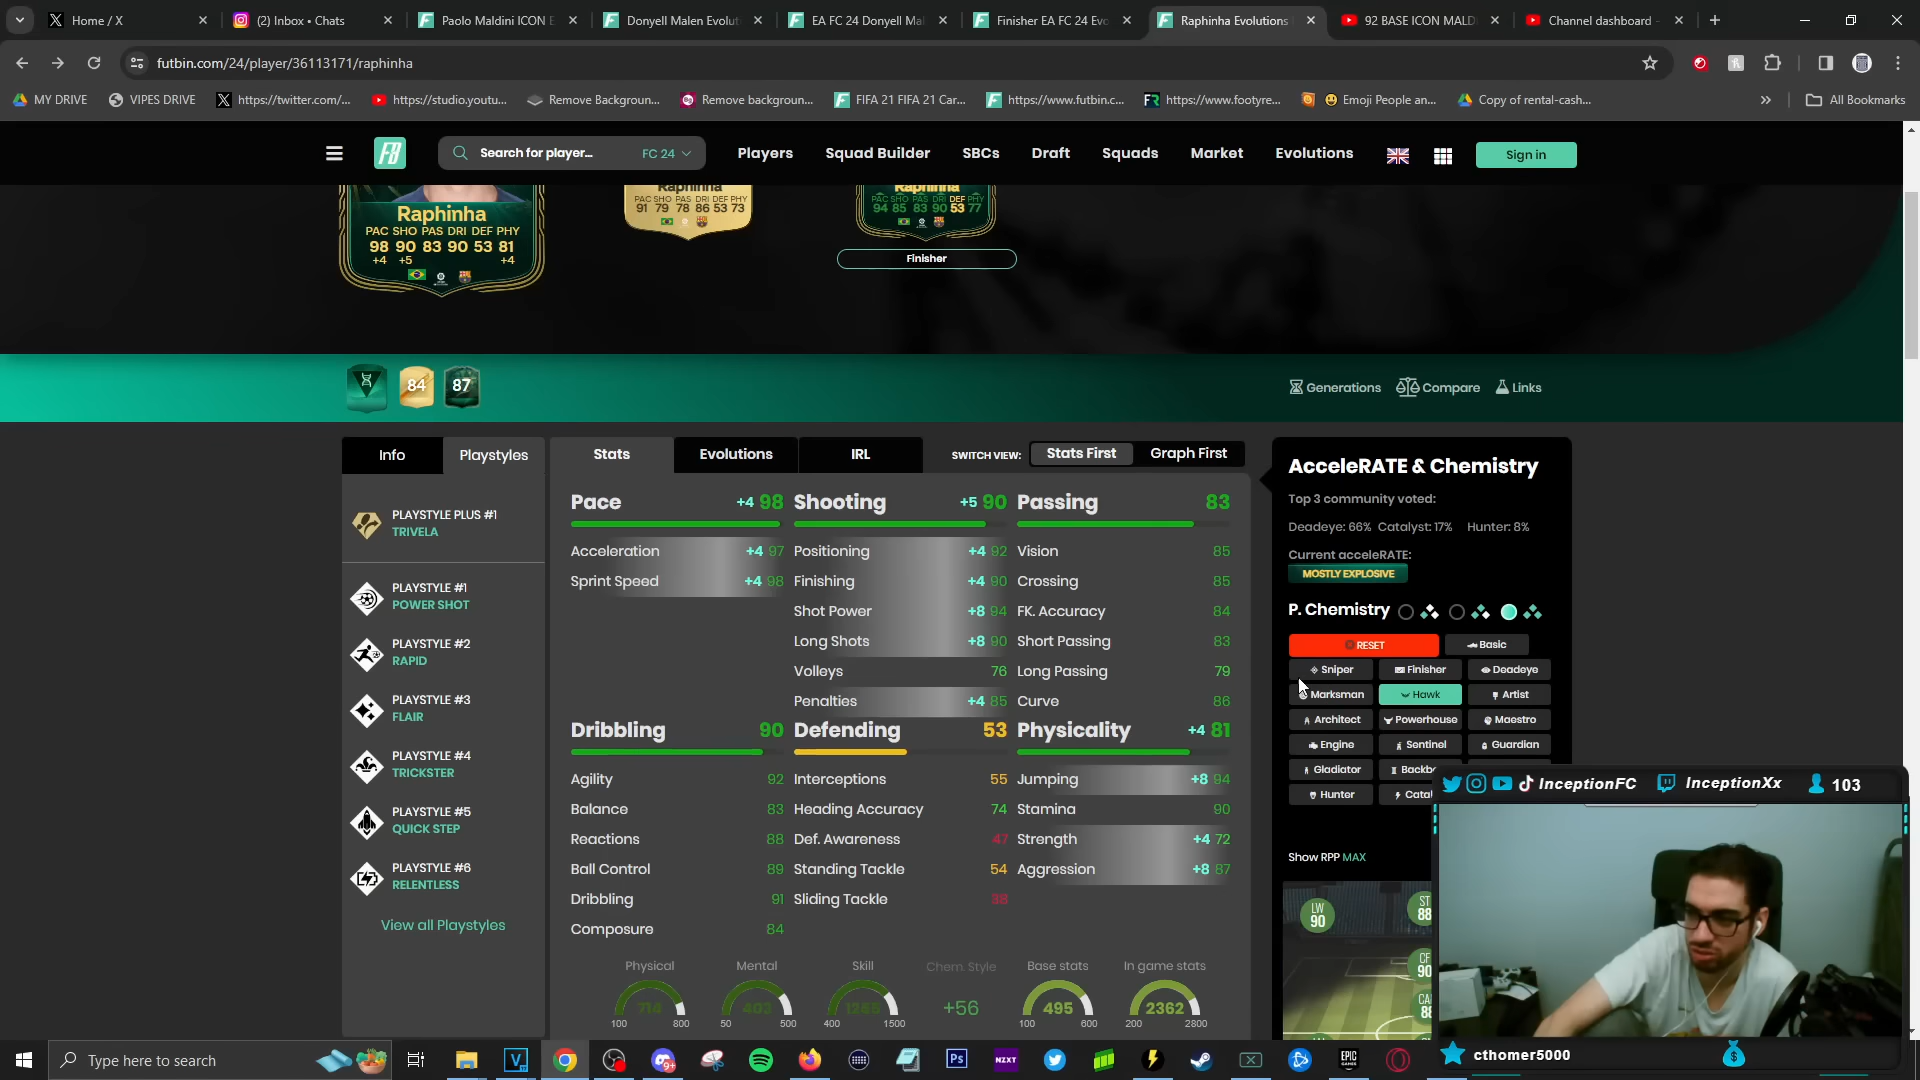 Home / X
(2) Inbox • Chats
Paolo Maldini ICON E
Donyell Malen Evolut
EA FC 24 Donyell Mal
Finisher EA FC 24 Evo
Raphinha Evolutions
92 BASE ICON MALD
Channel dashboard -
futbin.com/24/player/36113171/raphinha
MY DRIVE
VIPES DRIVE
https://twitter.com/...
https://studio.youtu...
Remove Backgroun...
Remove backgroun...
FIFA 21 FIFA 21 Car...
https://www.futbin.c...
https://www.footyre...
Emoji People an...
Copy of rental-cash...
All Bookmarks
FB
Search for player...
FC 24
Players
Squad Builder
SBCs
Draft
Squads
Market
Evolutions
Sign in
Raphinha
PAC SHO PAS DRI DEF PHY
98 90 83 90 53 81
+4 +5 +4
Raphinha
PAC SHO PAS DRI DEF PHY
91 79 78 86 53 73
Raphinha
PAC SHO PAS DRI DEF PHY
94 85 83 90 53 77
Finisher
84
87
Generations
Compare
Links
Info
Playstyles
PLAYSTYLE PLUS #1
TRIVELA
PLAYSTYLE #1
POWER SHOT
PLAYSTYLE #2
RAPID
PLAYSTYLE #3
FLAIR
PLAYSTYLE #4
TRICKSTER
PLAYSTYLE #5
QUICK STEP
PLAYSTYLE #6
RELENTLESS
View all Playstyles
Stats
Evolutions
IRL
SWITCH VIEW:
Stats First
Graph First
Pace +4 98
Acceleration +4 97
Sprint Speed +4 98
Shooting +5 90
Positioning +4 92
Finishing +4 90
Shot Power +8 94
Long Shots +8 90
Volleys 76
Penalties +4 85
Passing 83
Vision 85
Crossing 85
FK. Accuracy 84
Short Passing 83
Long Passing 79
Curve 86
Dribbling 90
Agility 92
Balance 83
Reactions 88
Ball Control 89
Dribbling 91
Composure 84
Defending 53
Interceptions 55
Heading Accuracy 74
Def. Awareness 47
Standing Tackle 54
Sliding Tackle 38
Physicality +4 81
Jumping +8 94
Stamina 90
Strength +4 72
Aggression +8 87
Physical
714
100 800
Mental
403
50 500
Skill
400 1500
Chem. Style
+56
Base stats
495
100 600
In game stats
2362
200 2800
AcceleRATE & Chemistry
Top 3 community voted:
Deadeye: 66% Catalyst: 17% Hunter: 8%
Current acceleRATE:
MOSTLY EXPLOSIVE
P. Chemistry
RESET
Basic
Sniper
Finisher
Deadeye
Marksman
Hawk
Artist
Architect
Powerhouse
Maestro
Engine
Sentinel
Guardian
Gladiator
Backb
Hunter
Catal
Show RPP MAX
LW
90
ST
88
CF
90
CA
88
InceptionFC
InceptionXx
103
cthomer5000
Type here to search
9+
Ps
NZXT
EPIC
GAMES